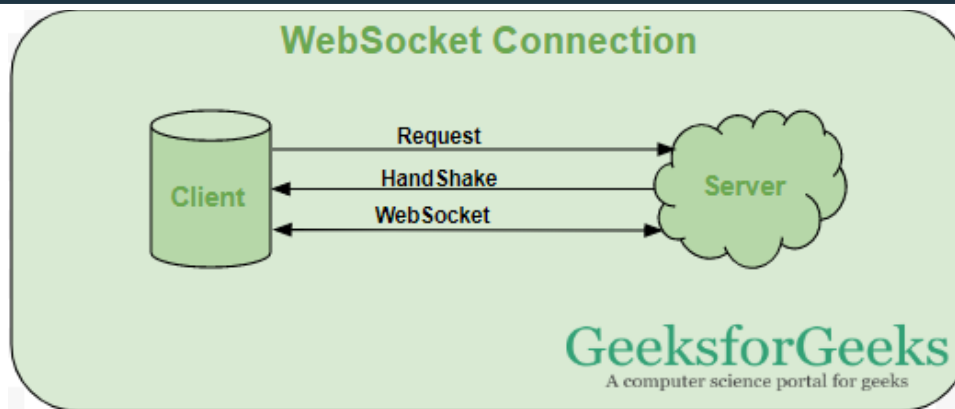 WebSocket Connection
Request
HandShake
WebSocket
Client
Server
GeeksforGeeks
A computer science portal for geeks